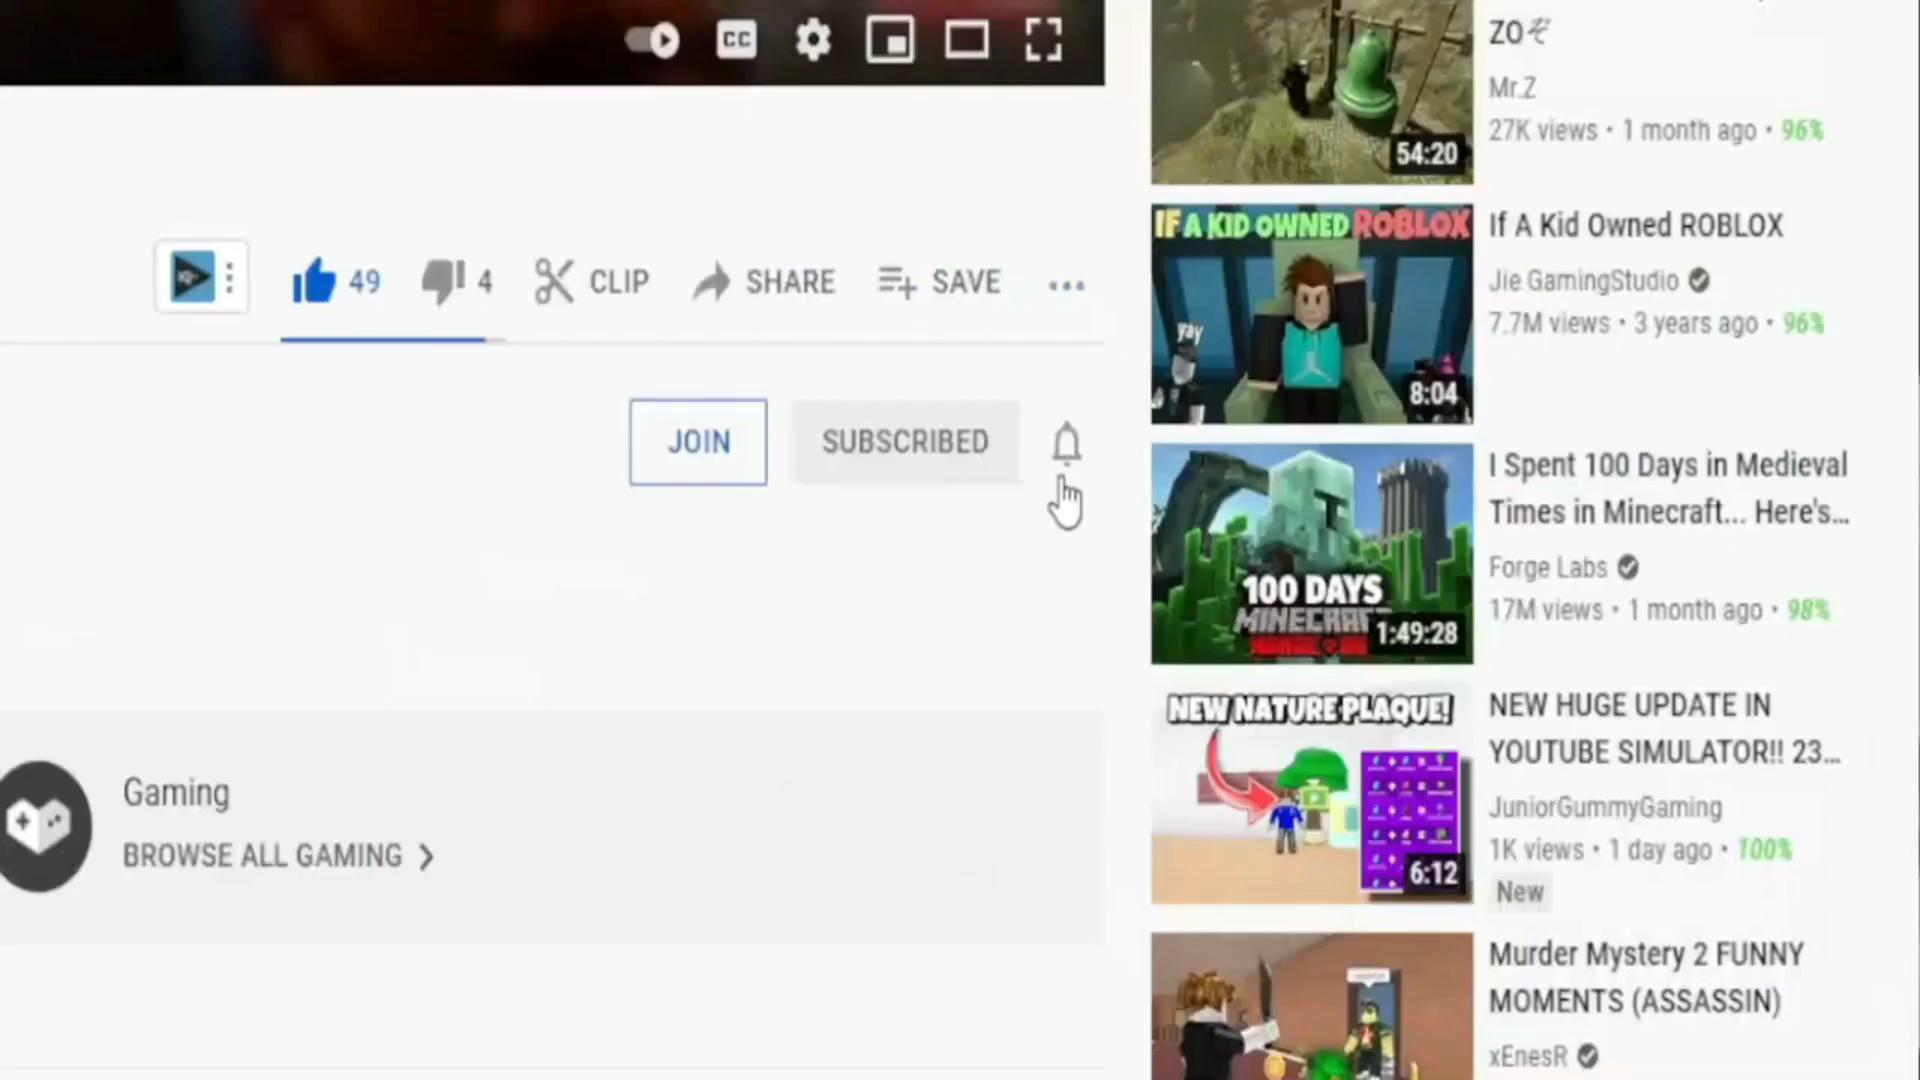 CC
ZOぞ
Mr.Z
27K views • 1 month ago • 96%
54:20
49
4
CLIP
SHARE
SAVE
IF A KID OWNED ROBLOX
yay
8:04
If A Kid Owned ROBLOX
Jie GamingStudio
7.7M views • 3 years ago • 96%
JOIN
SUBSCRIBED
100 DAYS
MINECRAFT
1:49:28
I Spent 100 Days in Medieval
Times in Minecraft... Here's...
Forge Labs
17M views • 1 month ago • 98%
Gaming
BROWSE ALL GAMING
NEW NATURE PLAQUE!
6:12
NEW HUGE UPDATE IN
YOUTUBE SIMULATOR!! 23...
JuniorGummyGaming
1K views • 1 day ago • 100%
New
Murder Mystery 2 FUNNY
MOMENTS (ASSASSIN)
xEnesR